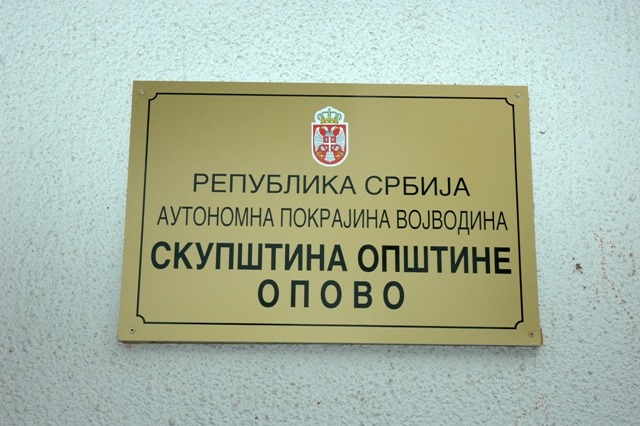 РЕПУБЛИКА СРБИЈА
АУТОНОМНА ПОКРАЈИНА ВОЈВОДИНА
СКУПШТИНА ОПШТИНЕ
ОПОВО